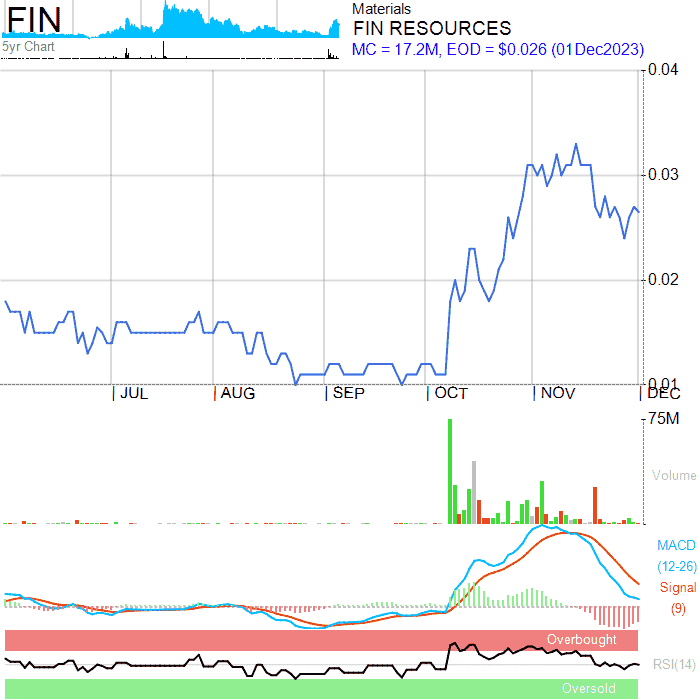 FIN
5yr Chart
Materials
FIN RESOURCES
MC = 17.2M, EOD = $0.026 (01Dec2023)
0.04
0.03
0.02
0.01
JUL AUG SEP OCT NOV DEC
75M
Volume
MACD
(12-26)
Signal
(9)
Overbought
RSI(14)
Oversold